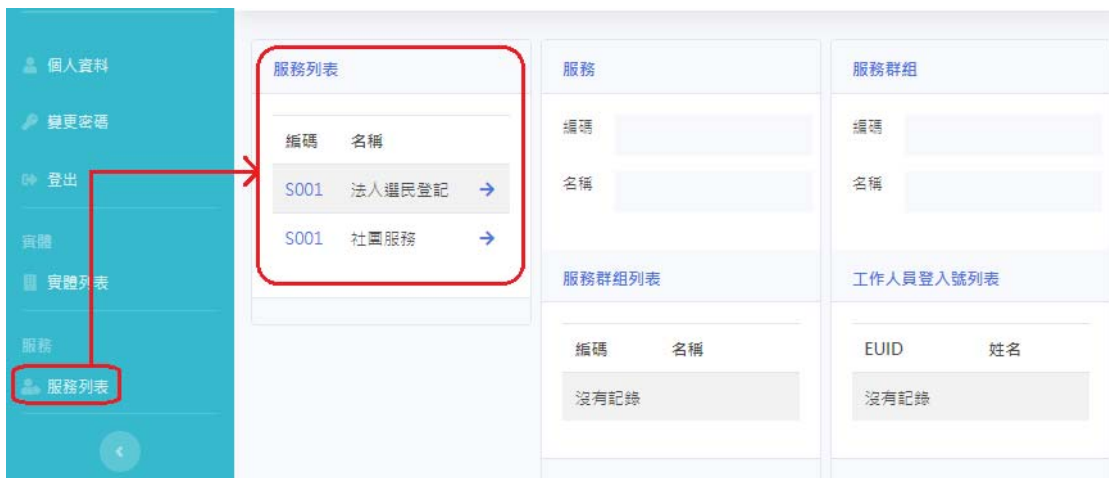 個人資料
變更密碼
登出
實體
實體列表
服務
服務列表
服務列表
編碼 名稱
S001 法人選民登記
S001 社團服務
服務
編碼
名稱
服務群組列表
編碼 名稱
沒有記錄
服務群組
編碼
名稱
工作人員登入號列表
EUID 姓名
沒有記錄